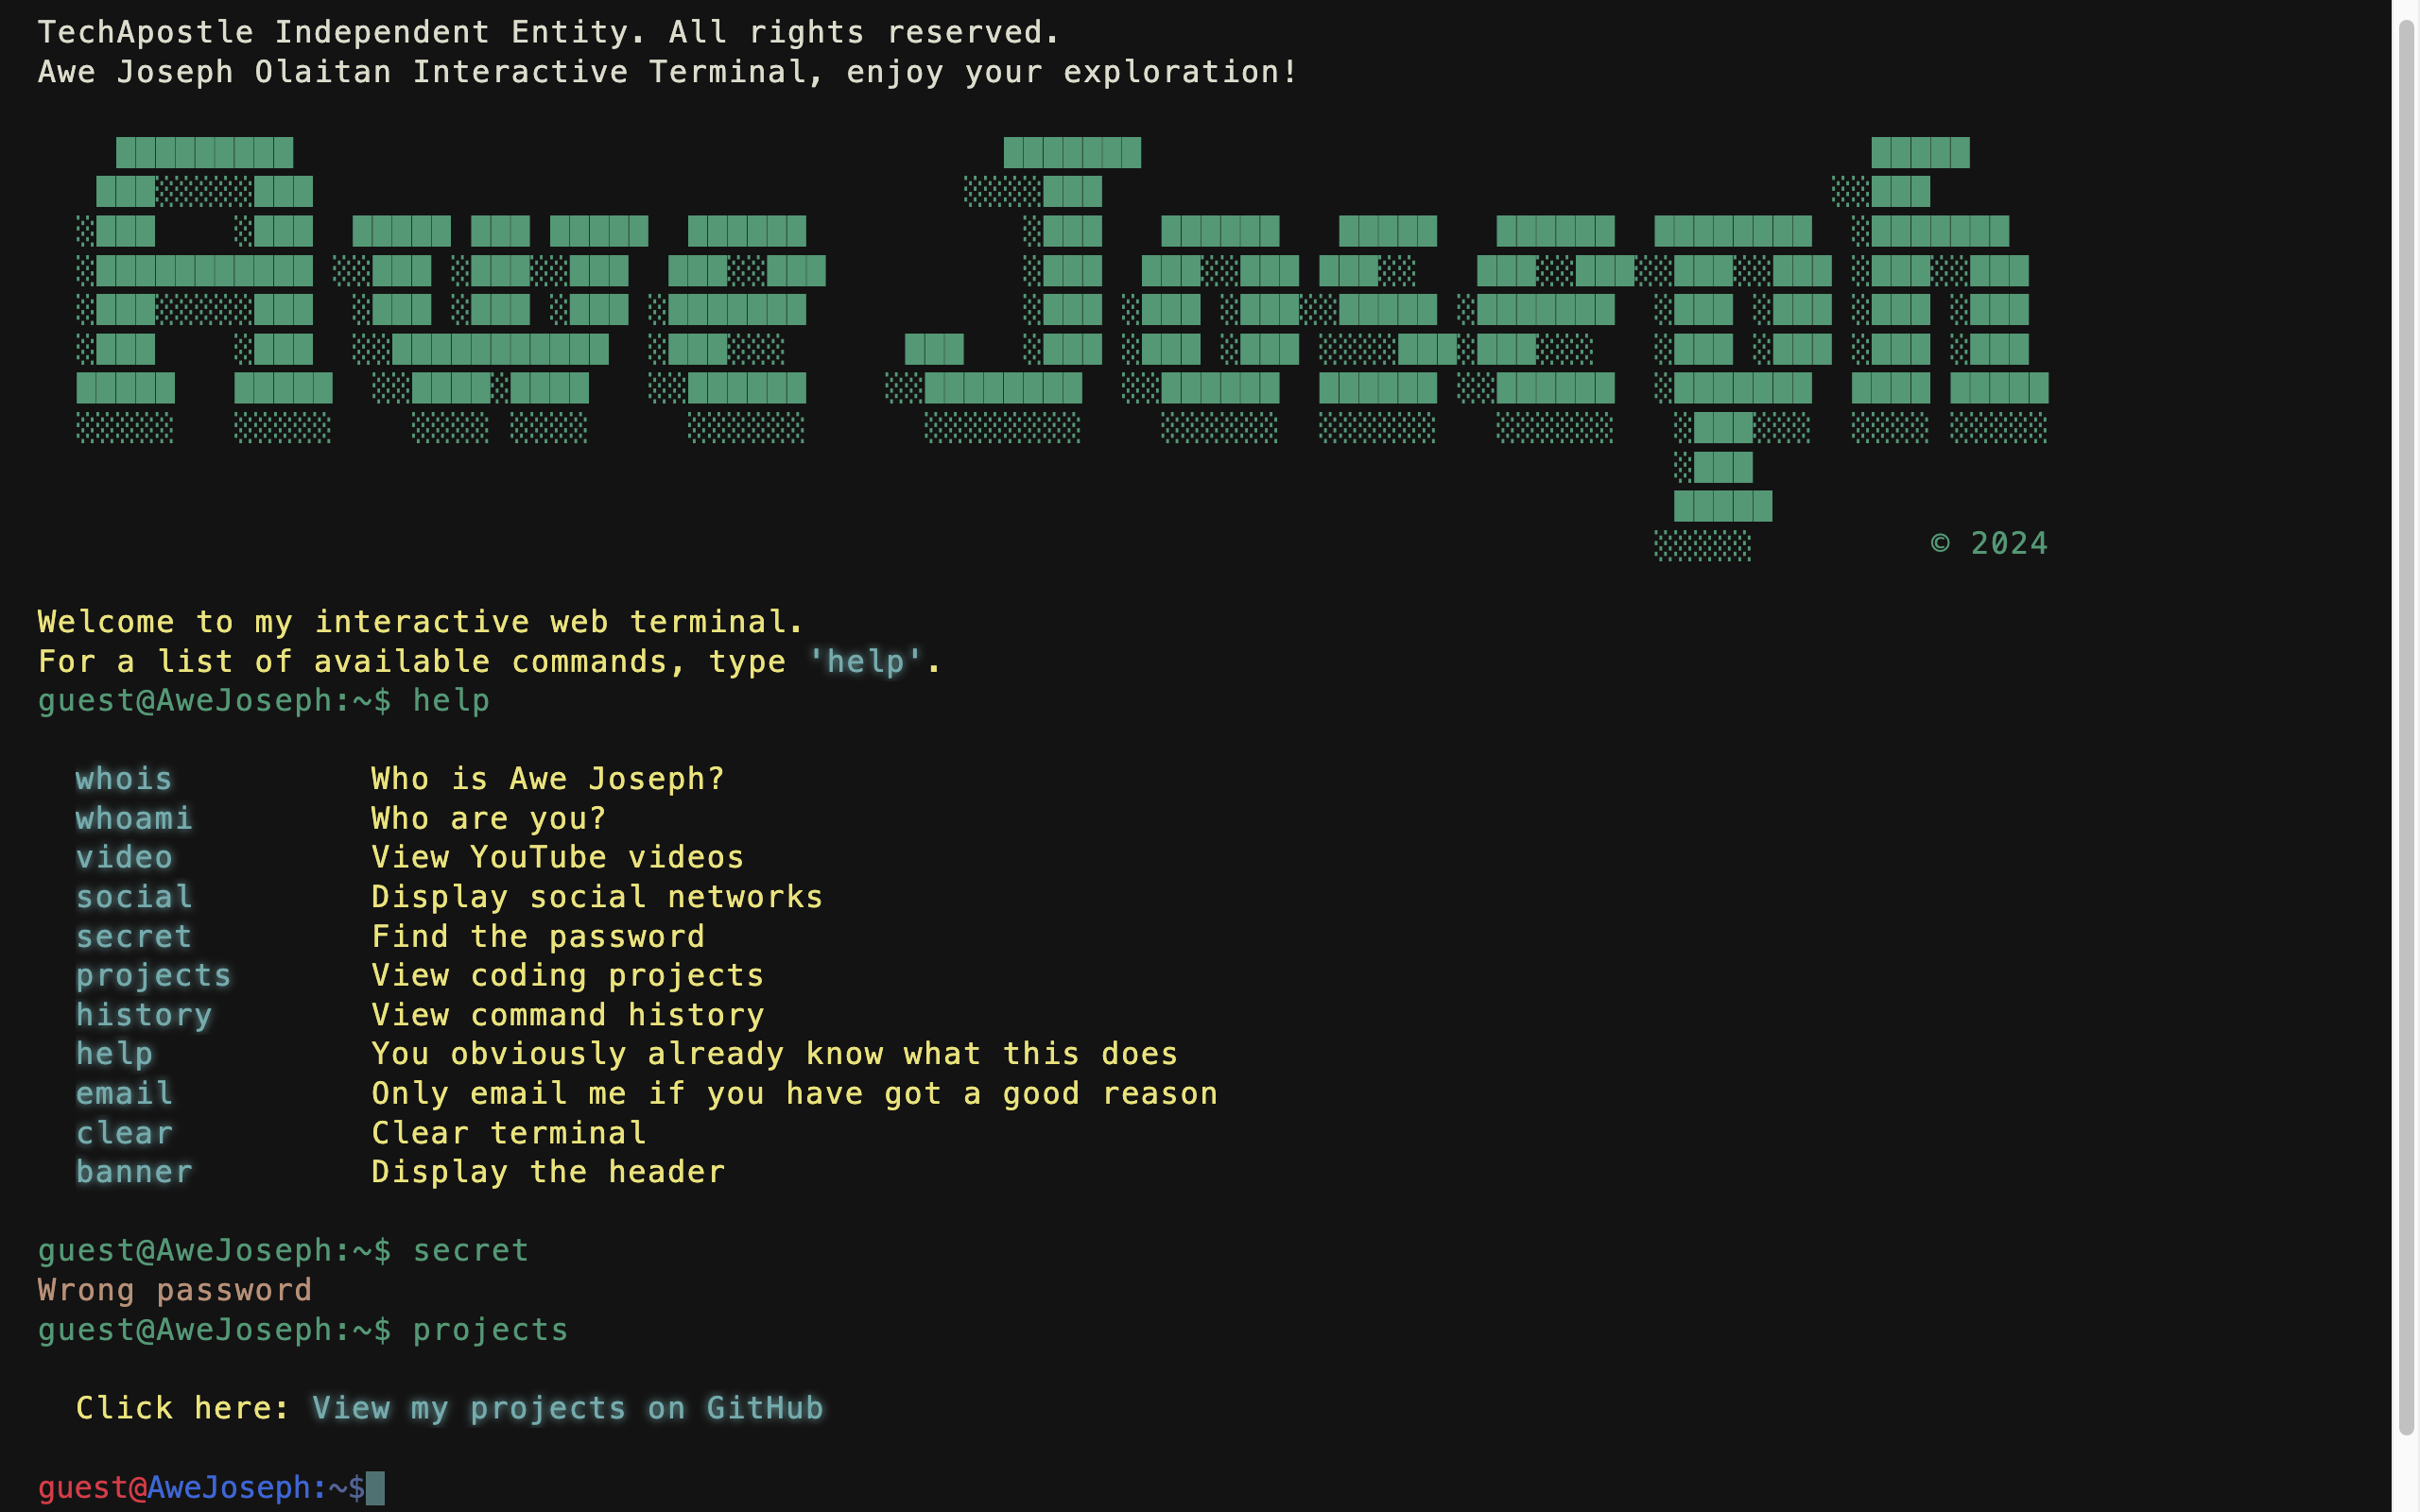 TechApostle Independent Entity. All rights reserved.
Awe Joseph Olaitan Interactive Terminal, enjoy your exploration!
Awe Joseph
© 2024
Welcome to my interactive web terminal.
For a list of available commands, type 'help'.
guest@AweJoseph:~$ help
whois Who is Awe Joseph?
whoami Who are you?
video View YouTube videos
social Display social networks
secret Find the password
projects View coding projects
history View command history
help You obviously already know what this does
email Only email me if you have got a good reason
clear Clear terminal
banner Display the header
guest@AweJoseph:~$ secret
Wrong password
guest@AweJoseph:~$ projects
Click here: View my projects on GitHub
guest@AweJoseph:~$